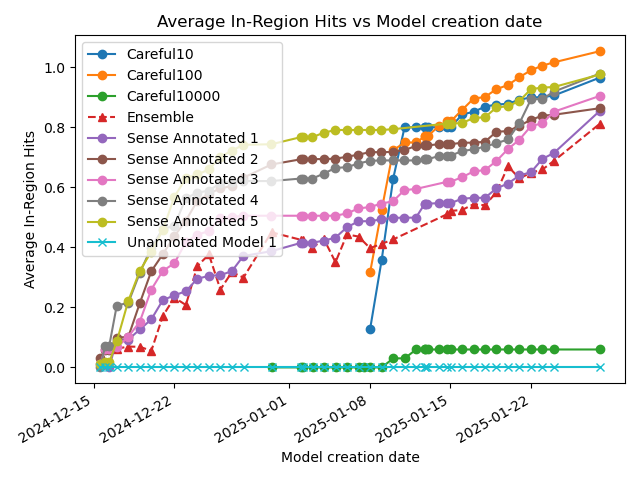 Average In-Region Hits vs Model creation date
Average In-Region Hits
1.0
0.8
0.6
0.4
0.2
0.0
Careful10
Careful100
Careful10000
Ensemble
Sense Annotated 1
Sense Annotated 2
Sense Annotated 3
Sense Annotated 4
Sense Annotated 5
Unannotated Model 1
2024-12-15
2024-12-22
2025-01-01
2025-01-08
2025-01-15
2025-01-22
Model creation date